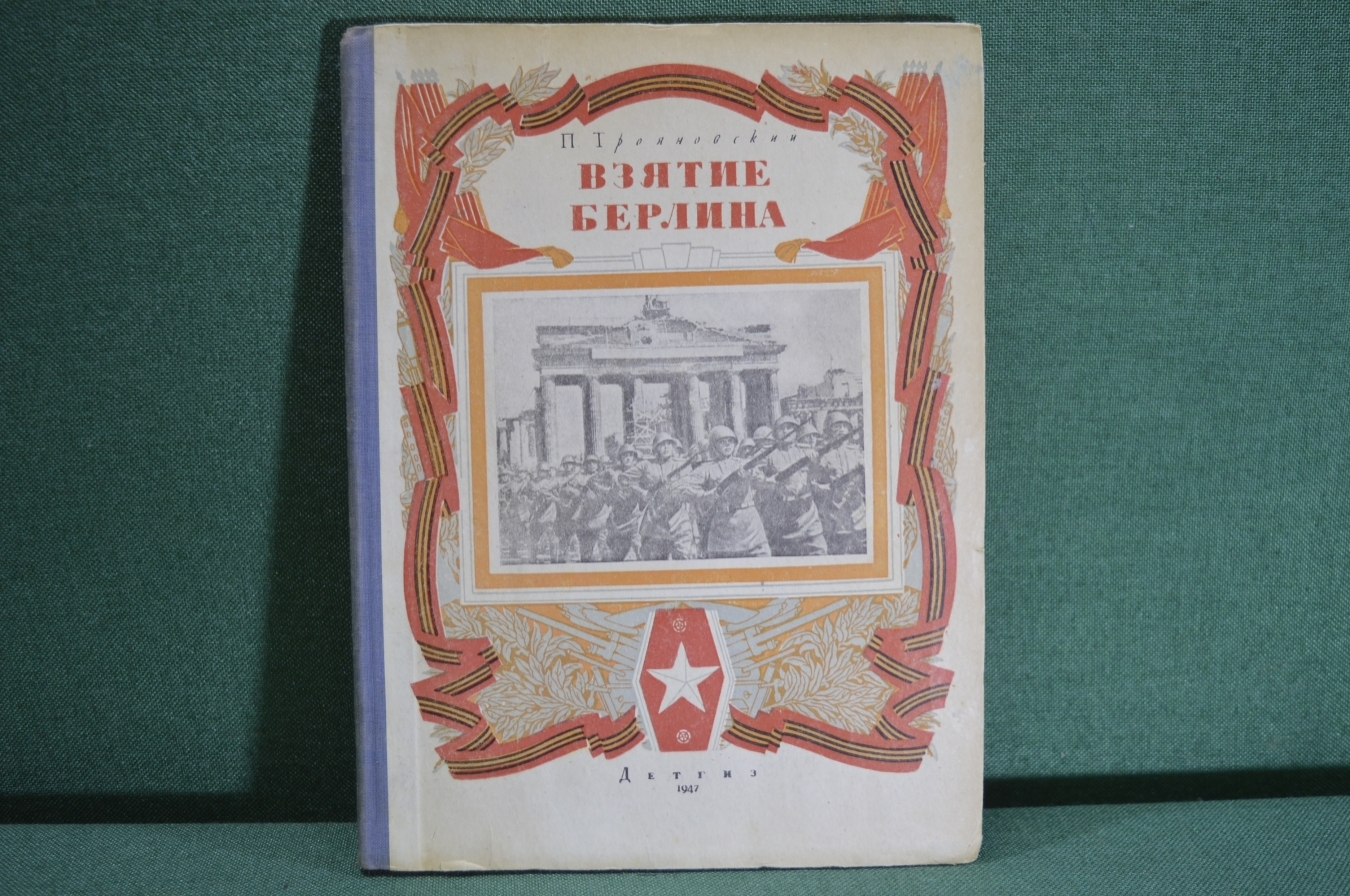 П. Трояновский
ВЗЯТИЕ
БЕРЛИНА
Детгиз
1947